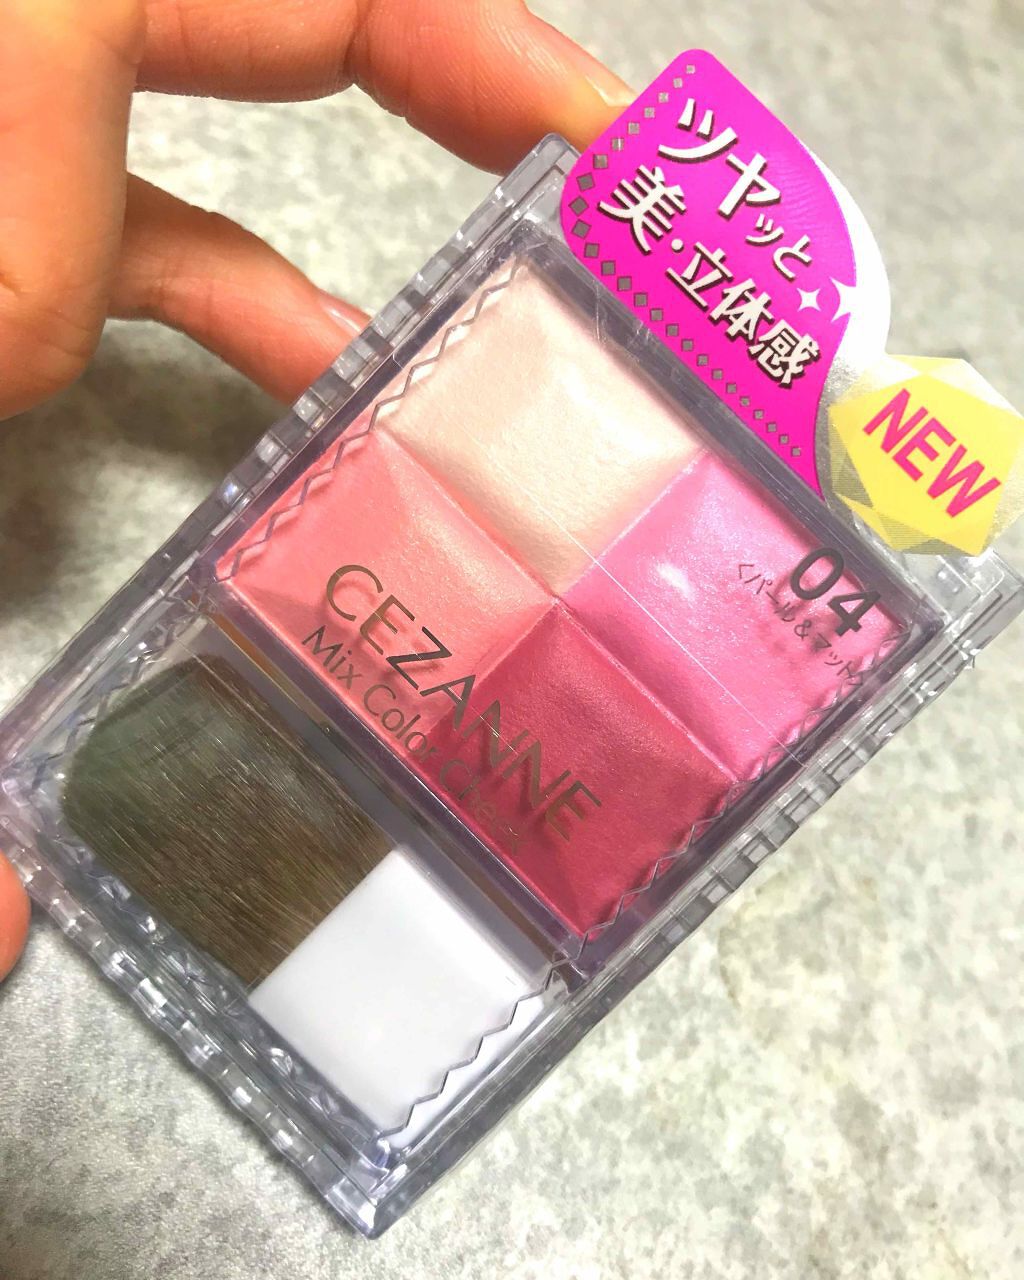 ツヤッと
美・立体感
NEW
04
<パール&マット>
CEZANNE
Mix Color Cheek